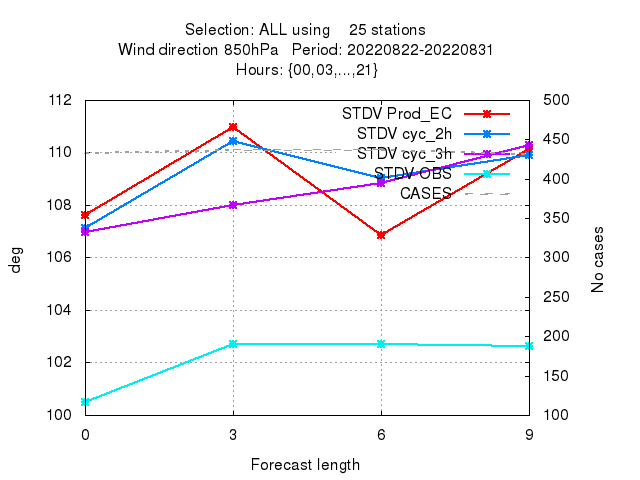 Selection: ALL using    25 stations
Wind direction 850hPa   Period: 20220822-20220831
Hours: {00,03,...,21}
112
110
108
106
104
102
100
500
450
400
350
300
250
200
150
100
STDV Prod_EC
STDV cyc_2h
STDV cyc_3h
STDV OBS
CASES
deg
No cases
0
3
6
9
Forecast length